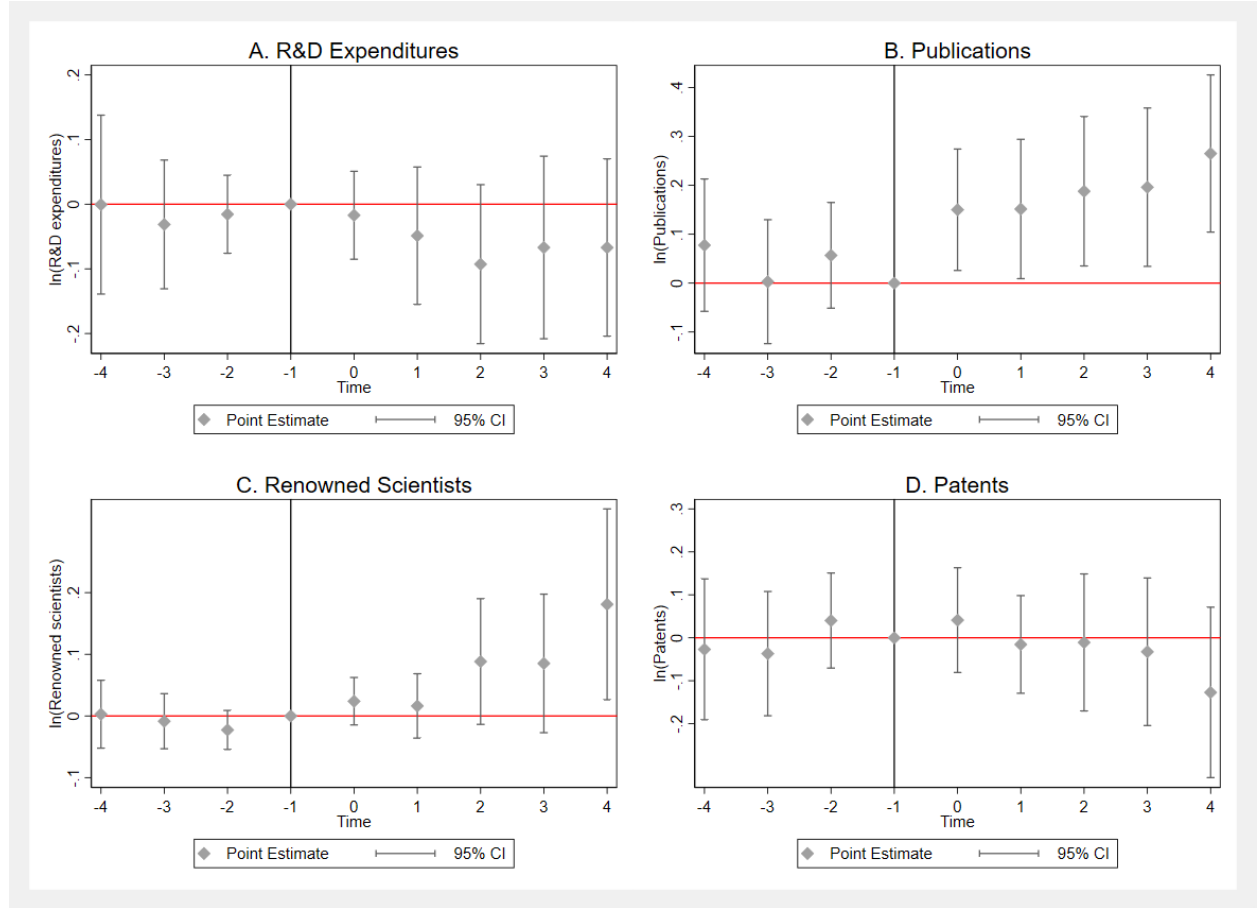 A. R&D Expenditures
ln(R&D expenditures)
.2
.1
0
-.1
-.2
-4 -3 -2 -1 0 1 2 3 4
Time
Point Estimate 95% CI
B. Publications
ln(Publications)
.4
.3
.2
.1
0
-.1
-4 -3 -2 -1 0 1 2 3 4
Time
Point Estimate 95% CI
C. Renowned Scientists
ln(Renowned scientists)
.2
.1
0
-.1
-4 -3 -2 -1 0 1 2 3 4
Time
Point Estimate 95% CI
D. Patents
ln(Patents)
.3
.2
.1
0
-.1
-.2
-4 -3 -2 -1 0 1 2 3 4
Time
Point Estimate 95% CI